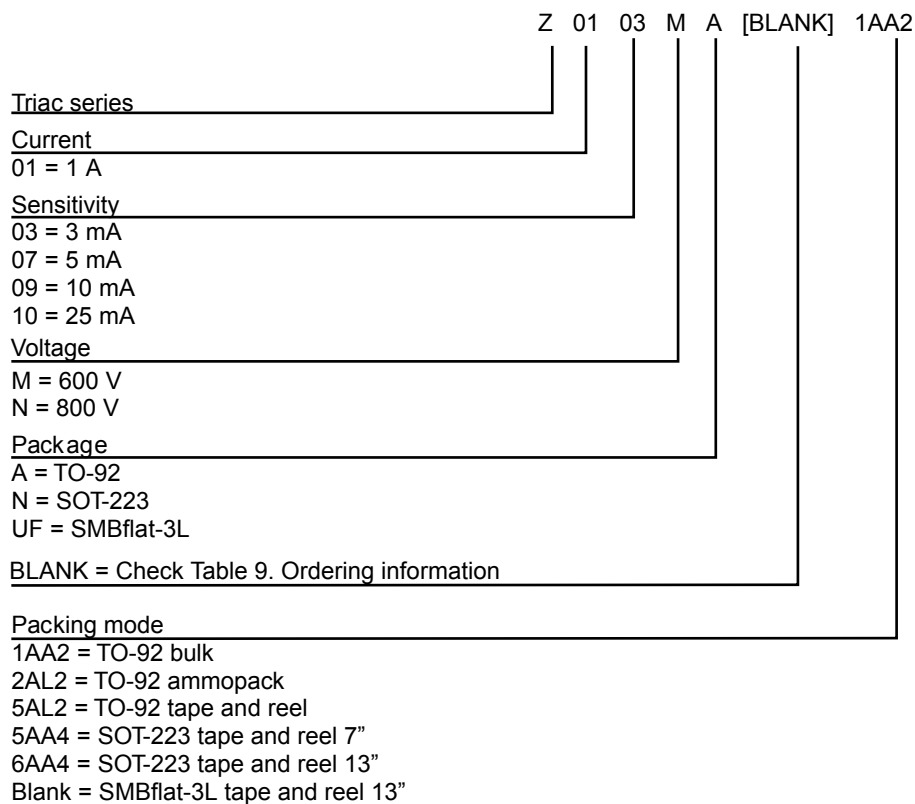 Z 01 03 M A [BLANK] 1AA2
Triac series
Current
01 = 1 A
Sensitivity
03 = 3 mA
07 = 5 mA
09 = 10 mA
10 = 25 mA
Voltage
M = 600 V
N = 800 V
Package
A = TO-92
N = SOT-223
UF = SMBflat-3L
BLANK = Check Table 9. Ordering information
Packing mode
1AA2 = TO-92 bulk
2AL2 = TO-92 ammopack
5AL2 = TO-92 tape and reel
5AA4 = SOT-223 tape and reel 7”
6AA4 = SOT-223 tape and reel 13”
Blank = SMBflat-3L tape and reel 13”